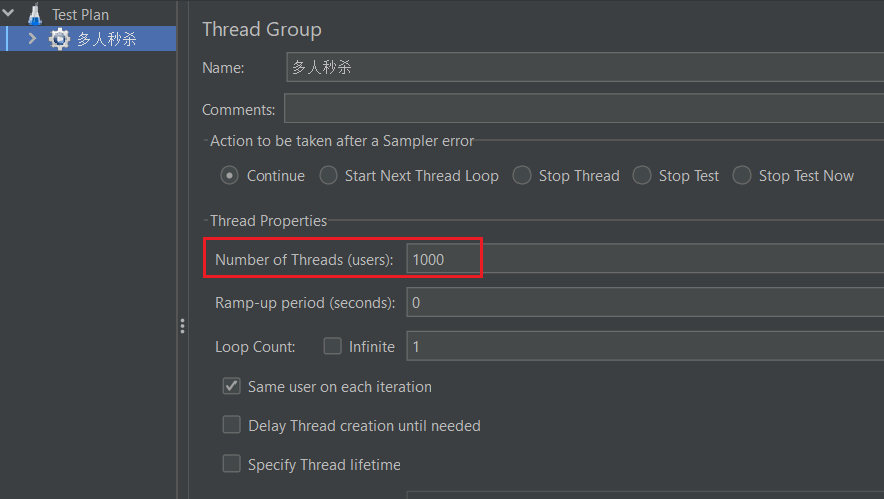 Test Plan
多人秒杀
Thread Group
Name: 多人秒杀
Comments:
Action to be taken after a Sampler error
Continue Start Next Thread Loop Stop Thread Stop Test Stop Test Now
Thread Properties
Number of Threads (users): 1000
Ramp-up period (seconds): 0
Loop Count: Infinite 1
Same user on each iteration
Delay Thread creation until needed
Specify Thread lifetime